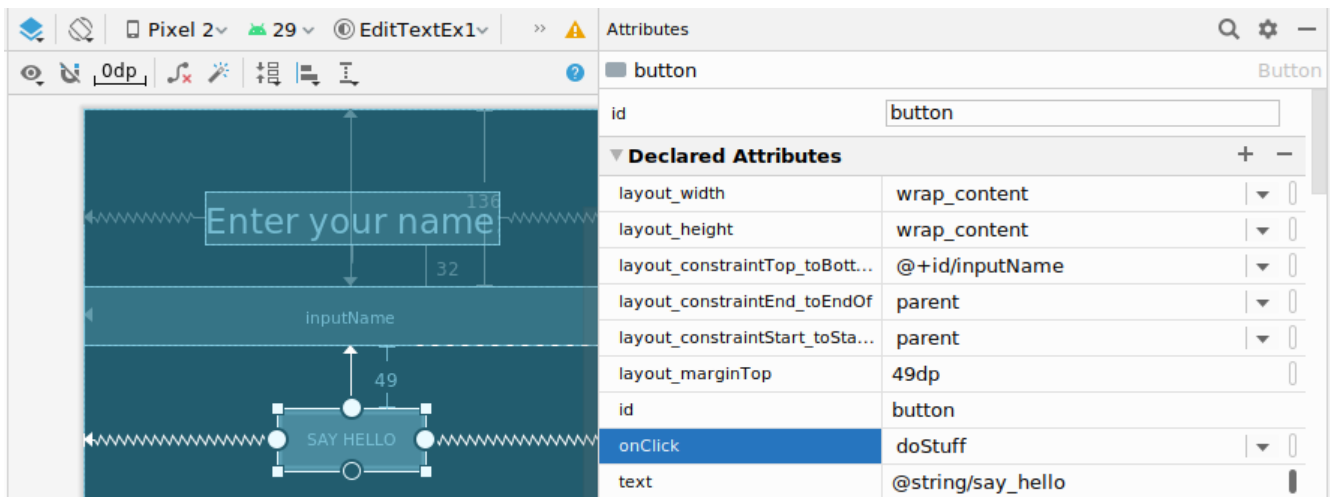 Pixel 2 29 EditTextEx1 » Attributes
0dp button Button
id button
Declared Attributes
layout_width wrap_content
layout_height wrap_content
layout_constraintTop_toBott... @+id/inputName
layout_constraintEnd_toEndOf parent
layout_constraintStart_toSta... parent
layout_marginTop 49dp
id button
onClick doStuff
text @string/say_hello
136
Enter your name
32
inputName
49
SAY HELLO